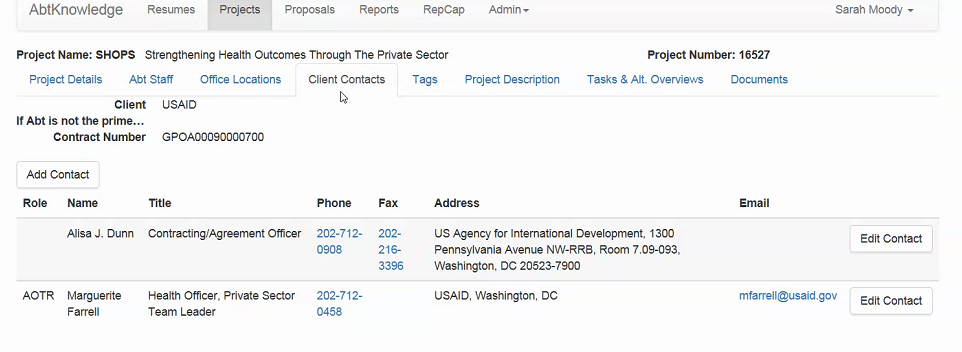 AbtKnowledge Resumes Projects Proposals Reports RepCap Admin Sarah Moody
Project Name: SHOPS Strengthening Health Outcomes Through The Private Sector Project Number: 16527
Project Details Abt Staff Office Locations Client Contacts Tags Project Description Tasks & Alt. Overviews Documents
Client USAID
If Abt is not the prime...
Contract Number GPOA00090000700
Add Contact
Role Name Title Phone Fax Address Email
Alisa J. Dunn Contracting/Agreement Officer 202-712- 202- US Agency for International Development, 1300
0908 216- Pennsylvania Avenue NW-RRB, Room 7.09-093,
3396 Washington, DC 20523-7900
Edit Contact
AOTR Marguerite Health Officer, Private Sector 202-712- USAID, Washington, DC mfarrell@usaid.gov
Farrell Team Leader 0458
Edit Contact